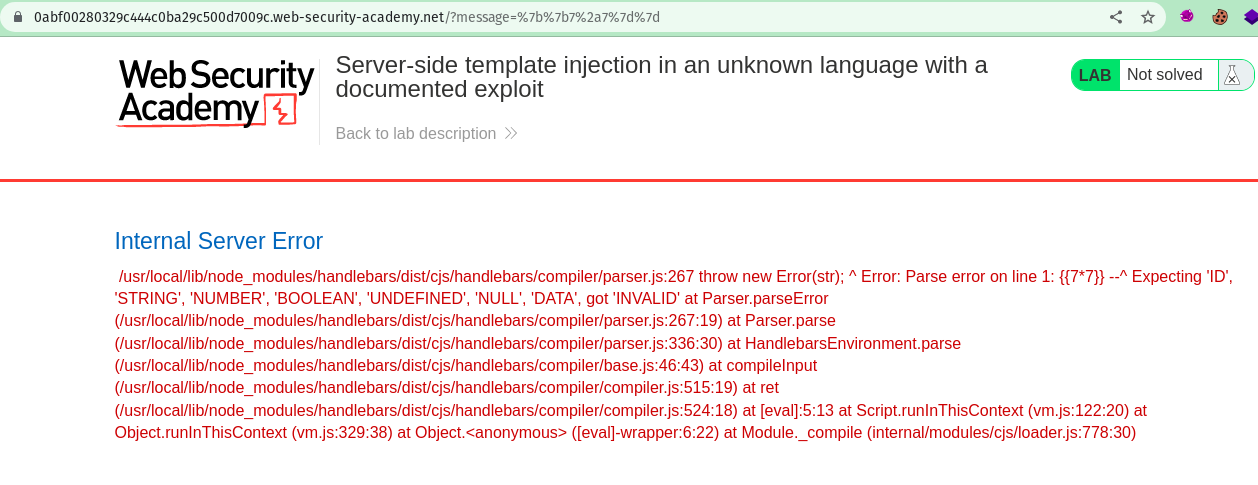 0abf00280329c444c0ba29c500d7009c.web-security-academy.net/?message=%7b%7b7%2a7%7d%7d
Web Security
Academy
Server-side template injection in an unknown language with a
documented exploit
LAB Not solved
Back to lab description
Internal Server Error
/usr/local/lib/node_modules/handlebars/dist/cjs/handlebars/compiler/parser.js:267 throw new Error(str); ^ Error: Parse error on line 1: {{7*7}} --^ Expecting 'ID',
'STRING', 'NUMBER', 'BOOLEAN', 'UNDEFINED', 'NULL', 'DATA', got 'INVALID' at Parser.parseError
(/usr/local/lib/node_modules/handlebars/dist/cjs/handlebars/compiler/parser.js:267:19) at Parser.parse
(/usr/local/lib/node_modules/handlebars/dist/cjs/handlebars/compiler/parser.js:336:30) at HandlebarsEnvironment.parse
(/usr/local/lib/node_modules/handlebars/dist/cjs/handlebars/compiler/base.js:46:43) at compileInput
(/usr/local/lib/node_modules/handlebars/dist/cjs/handlebars/compiler/compiler.js:515:19) at ret
(/usr/local/lib/node_modules/handlebars/dist/cjs/handlebars/compiler/compiler.js:524:18) at [eval]:5:13 at Script.runInThisContext (vm.js:122:20) at
Object.runInThisContext (vm.js:329:38) at Object.<anonymous> ([eval]-wrapper:6:22) at Module._compile (internal/modules/cjs/loader.js:778:30)